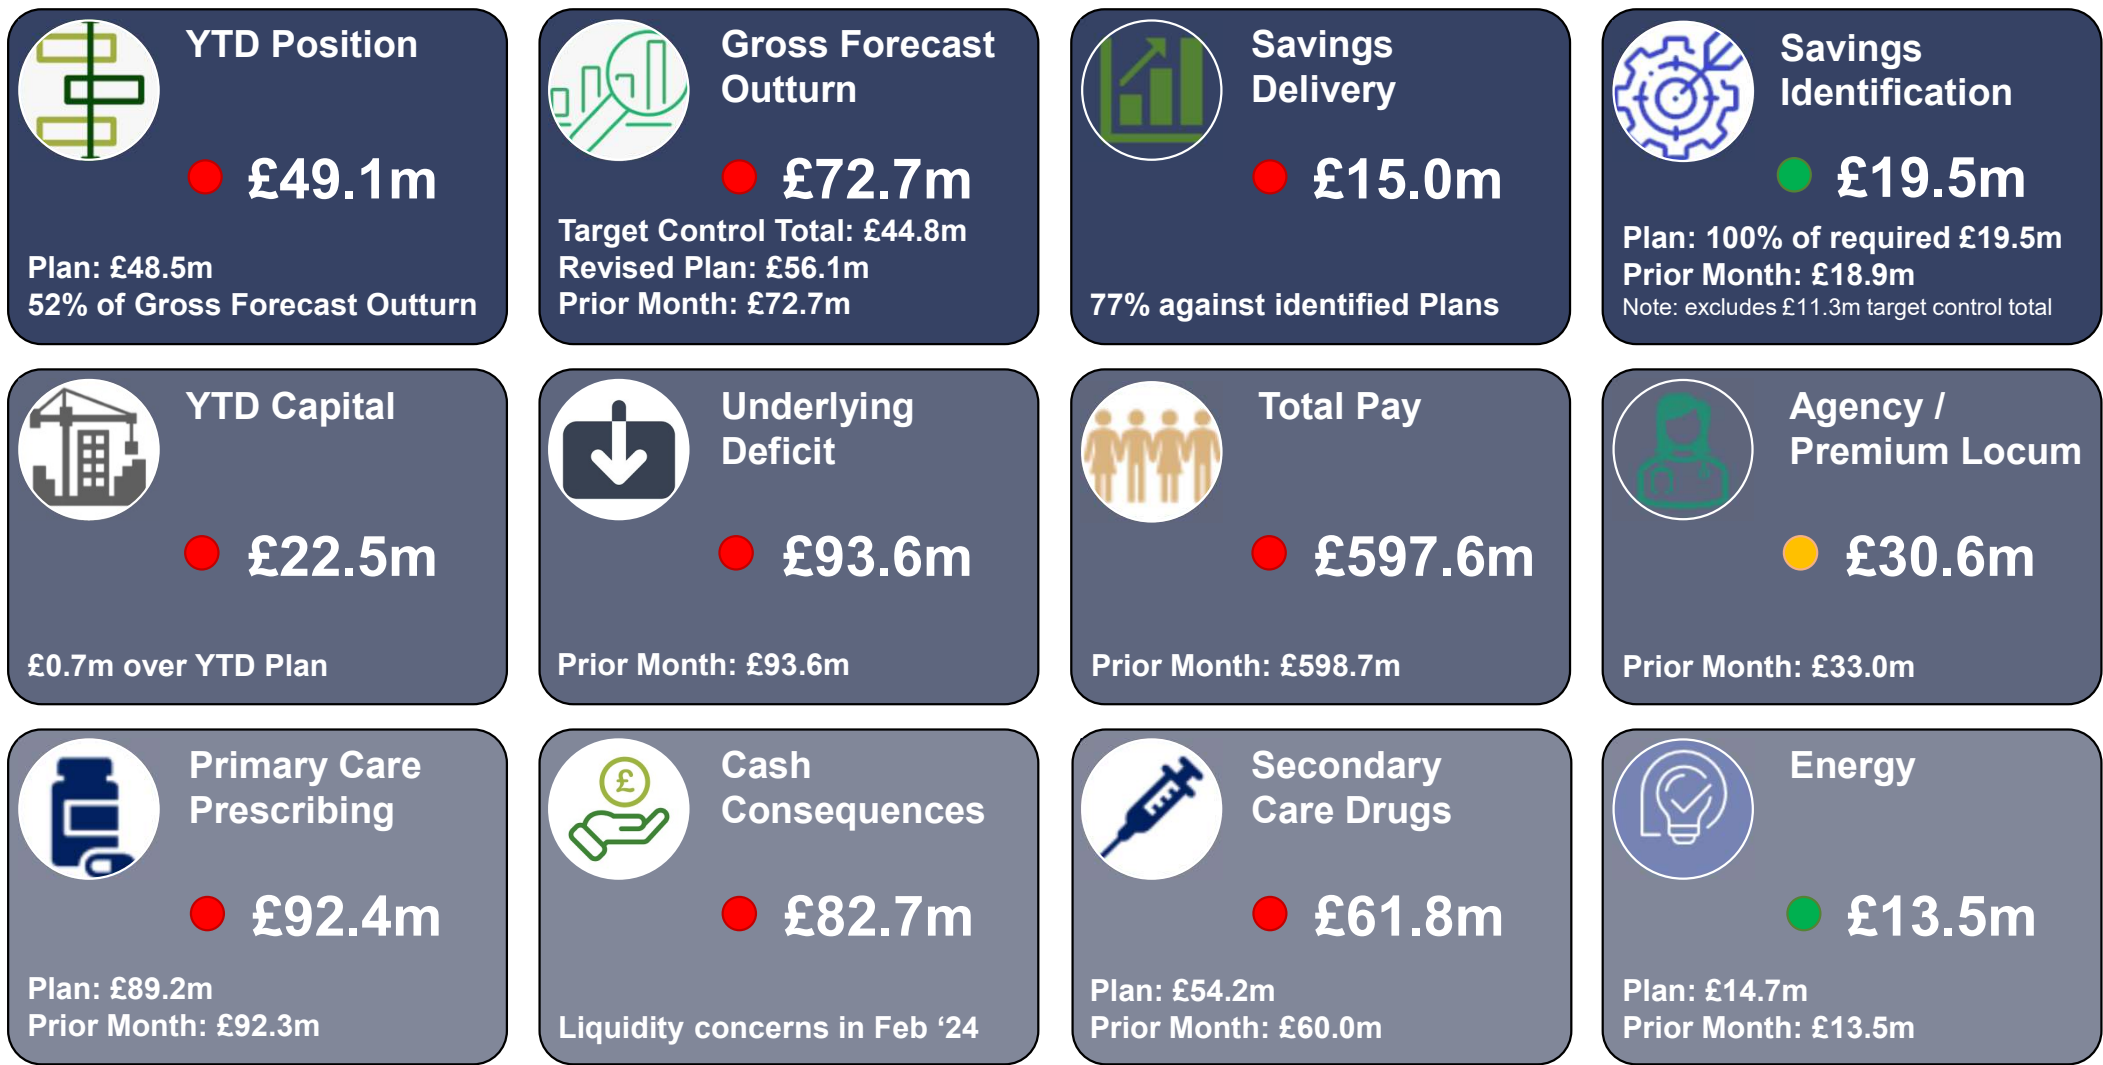 YTD Position
£49.1m
Plan: £48.5m
52% of Gross Forecast Outturn
Gross Forecast
Outturn
£72.7m
Target Control Total: £44.8m
Revised Plan: £56.1m
Prior Month: £72.7m
Savings
Delivery
£15.0m
77% against identified Plans
Savings
Identification
£19.5m
Plan: 100% of required £19.5m
Prior Month: £18.9m
Note: excludes £11.3m target control total
YTD Capital
£22.5m
£0.7m over YTD Plan
Underlying
Deficit
£93.6m
Prior Month: £93.6m
Total Pay
£597.6m
Prior Month: £598.7m
Agency /
Premium Locum
£30.6m
Prior Month: £33.0m
Primary Care
Prescribing
£92.4m
Plan: £89.2m
Prior Month: £92.3m
£
Cash
Consequences
£82.7m
Liquidity concerns in Feb ‘24
Secondary
Care Drugs
£61.8m
Plan: £54.2m
Prior Month: £60.0m
Energy
£13.5m
Plan: £14.7m
Prior Month: £13.5m